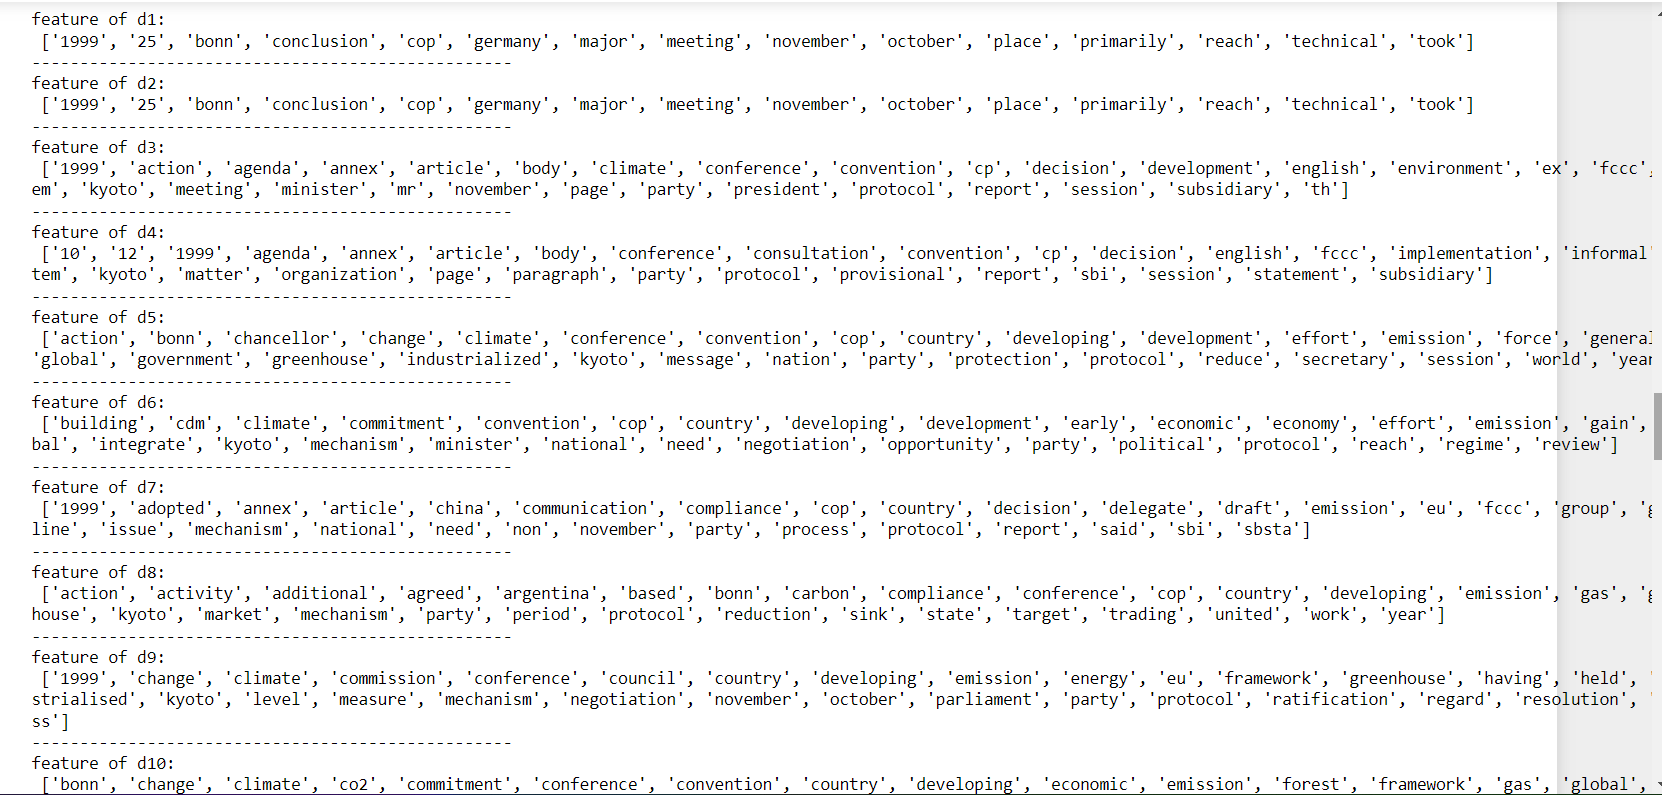 feature of d1:
['1999', '25', 'bonn', 'conclusion', 'cop', 'germany', 'major', 'meeting', 'november', 'october', 'place', 'primarily', 'reach', 'technical', 'took']
--------------------------------------------------
feature of d2:
['1999', '25', 'bonn', 'conclusion', 'cop', 'germany', 'major', 'meeting', 'november', 'october', 'place', 'primarily', 'reach', 'technical', 'took']
--------------------------------------------------
feature of d3:
['1999', 'action', 'agenda', 'annex', 'article', 'body', 'climate', 'conference', 'convention', 'cp', 'decision', 'development', 'english', 'environment', 'ex', 'fccc',
em', 'kyoto', 'meeting', 'minister', 'mr', 'november', 'page', 'party', 'president', 'protocol', 'report', 'session', 'subsidiary', 'th']
--------------------------------------------------
feature of d4:
['10', '12', '1999', 'agenda', 'annex', 'article', 'body', 'conference', 'consultation', 'convention', 'cp', 'decision', 'english', 'fccc', 'implementation', 'informal'
tem', 'kyoto', 'matter', 'organization', 'page', 'paragraph', 'party', 'protocol', 'provisional', 'report', 'sbi', 'session', 'statement', 'subsidiary']
--------------------------------------------------
feature of d5:
['action', 'bonn', 'chancellor', 'change', 'climate', 'conference', 'convention', 'cop', 'country', 'developing', 'development', 'effort', 'emission', 'force', 'general
'global', 'government', 'greenhouse', 'industrialized', 'kyoto', 'message', 'nation', 'party', 'protection', 'protocol', 'reduce', 'secretary', 'session', 'world', 'year
--------------------------------------------------
feature of d6:
['building', 'cdm', 'climate', 'commitment', 'convention', 'cop', 'country', 'developing', 'development', 'early', 'economic', 'economy', 'effort', 'emission', 'gain',
bal', 'integrate', 'kyoto', 'mechanism', 'minister', 'national', 'need', 'negotiation', 'opportunity', 'party', 'political', 'protocol', 'reach', 'regime', 'review']
--------------------------------------------------
feature of d7:
['1999', 'adopted', 'annex', 'article', 'china', 'communication', 'compliance', 'cop', 'country', 'decision', 'delegate', 'draft', 'emission', 'eu', 'fccc', 'group', 'g
line', 'issue', 'mechanism', 'national', 'need', 'non', 'november', 'party', 'process', 'protocol', 'report', 'said', 'sbi', 'sbsta']
--------------------------------------------------
feature of d8:
['action', 'activity', 'additional', 'agreed', 'argentina', 'based', 'bonn', 'carbon', 'compliance', 'conference', 'cop', 'country', 'developing', 'emission', 'gas', 'g
house', 'kyoto', 'market', 'mechanism', 'party', 'period', 'protocol', 'reduction', 'sink', 'state', 'target', 'trading', 'united', 'work', 'year']
--------------------------------------------------
feature of d9:
['1999', 'change', 'climate', 'commission', 'conference', 'council', 'country', 'developing', 'emission', 'energy', 'eu', 'framework', 'greenhouse', 'having', 'held', '
strialised', 'kyoto', 'level', 'measure', 'mechanism', 'negotiation', 'november', 'october', 'parliament', 'party', 'protocol', 'ratification', 'regard', 'resolution', '
ss']
--------------------------------------------------
feature of d10:
['bonn', 'change', 'climate', 'co2', 'commitment', 'conference', 'convention', 'country', 'developing', 'economic', 'emission', 'forest', 'framework', 'gas', 'global',